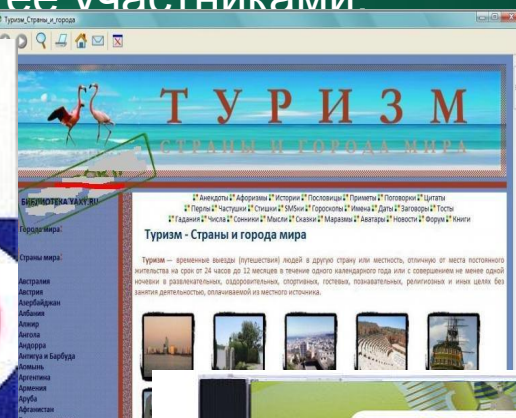 ее участниками.
Туризм_Страны_и_города
ТУРИЗМ
СТРАНЫ И ГОРОДА МИРА
БИБЛИОТЕКА YAXY.RU
Анекдоты Афоризмы Истории Пословицы Приметы Поговорки Цитаты
Перлы Частушки Стишки SMSки Гороскопы Имена Даты Заговоры Тосты
Гадания Числа Сонники Мысли Сказки Маразмы Аватары Новости Форум Книги
Города мира:
Страны мира:
Австралия
Австрия
Азербайджан
Албания
Алжир
Ангола
Андорра
Антигуа и Барбуда
Аомынь
Аргентина
Армения
Аруба
Афганистан
Туризм - Страны и города мира
Туризм — временные выезды (путешествия) людей в другую страну или местность, отличную от места постоянного
жительства на срок от 24 часов до 12 месяцев в течение одного календарного года или с совершением не менее одной
ночевки в развлекательных, оздоровительных, спортивных, гостевых, познавательных, религиозных и иных целях без
занятия деятельностью, оплачиваемой из местного источника.